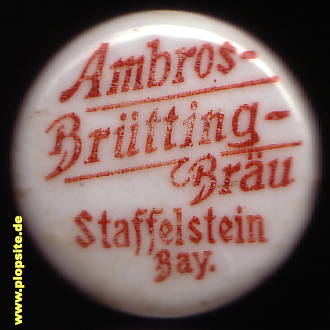 Ambros-
Brütting-
Bräu
Staffelstein
Bay.
www.plopsite.de